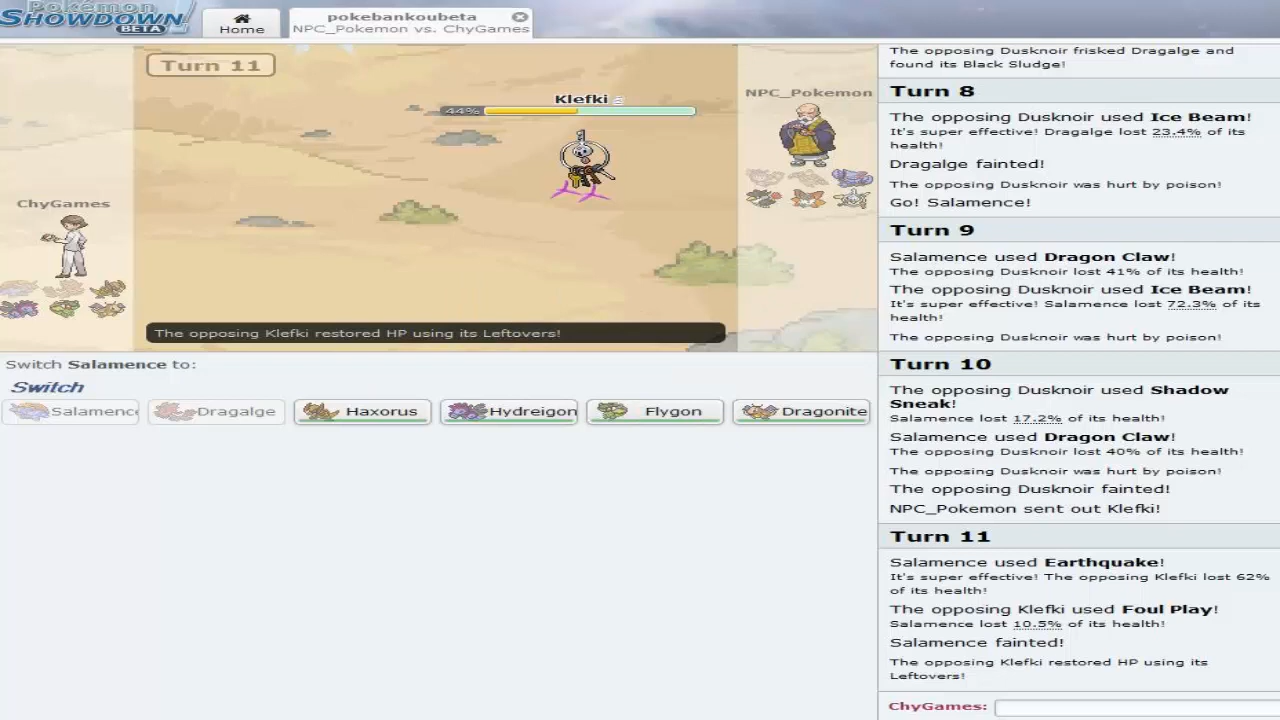 Pokémon
SHOWDOWN
BETA
Home
pokebankoubeta
NPC_Pokemon vs. ChyGames
Turn 11
Klefki
44%
NPC_Pokemon
ChyGames
The opposing Klefki restored HP using its Leftovers!
Switch Salamence to:
Switch
Salamence
Dragalge
Haxorus
Hydreigon
Flygon
Dragonite
The opposing Dusknoir frisked Dragalge and
found its Black Sludge!
Turn 8
The opposing Dusknoir used Ice Beam!
It's super effective! Dragalge lost 23.4% of its
health!
Dragalge fainted!
The opposing Dusknoir was hurt by poison!
Go! Salamence!
Turn 9
Salamence used Dragon Claw!
The opposing Dusknoir lost 41% of its health!
The opposing Dusknoir used Ice Beam!
It's super effective! Salamence lost 72.3% of its
health!
The opposing Dusknoir was hurt by poison!
Turn 10
The opposing Dusknoir used Shadow
Sneak!
Salamence lost 17.2% of its health!
Salamence used Dragon Claw!
The opposing Dusknoir lost 40% of its health!
The opposing Dusknoir was hurt by poison!
The opposing Dusknoir fainted!
NPC_Pokemon sent out Klefki!
Turn 11
Salamence used Earthquake!
It's super effective! The opposing Klefki lost 62%
of its health!
The opposing Klefki used Foul Play!
Salamence lost 10.5% of its health!
Salamence fainted!
The opposing Klefki restored HP using its
Leftovers!
ChyGames: